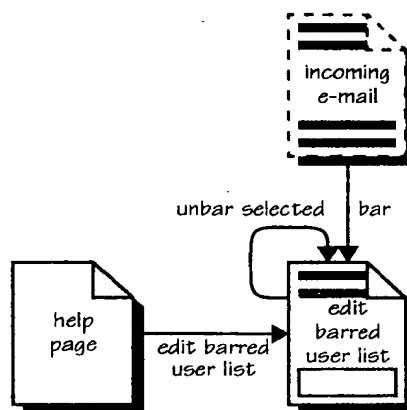 incoming
e-mail
unbar selected
bar
help
page
edit barred
user list
edit
barred
user list